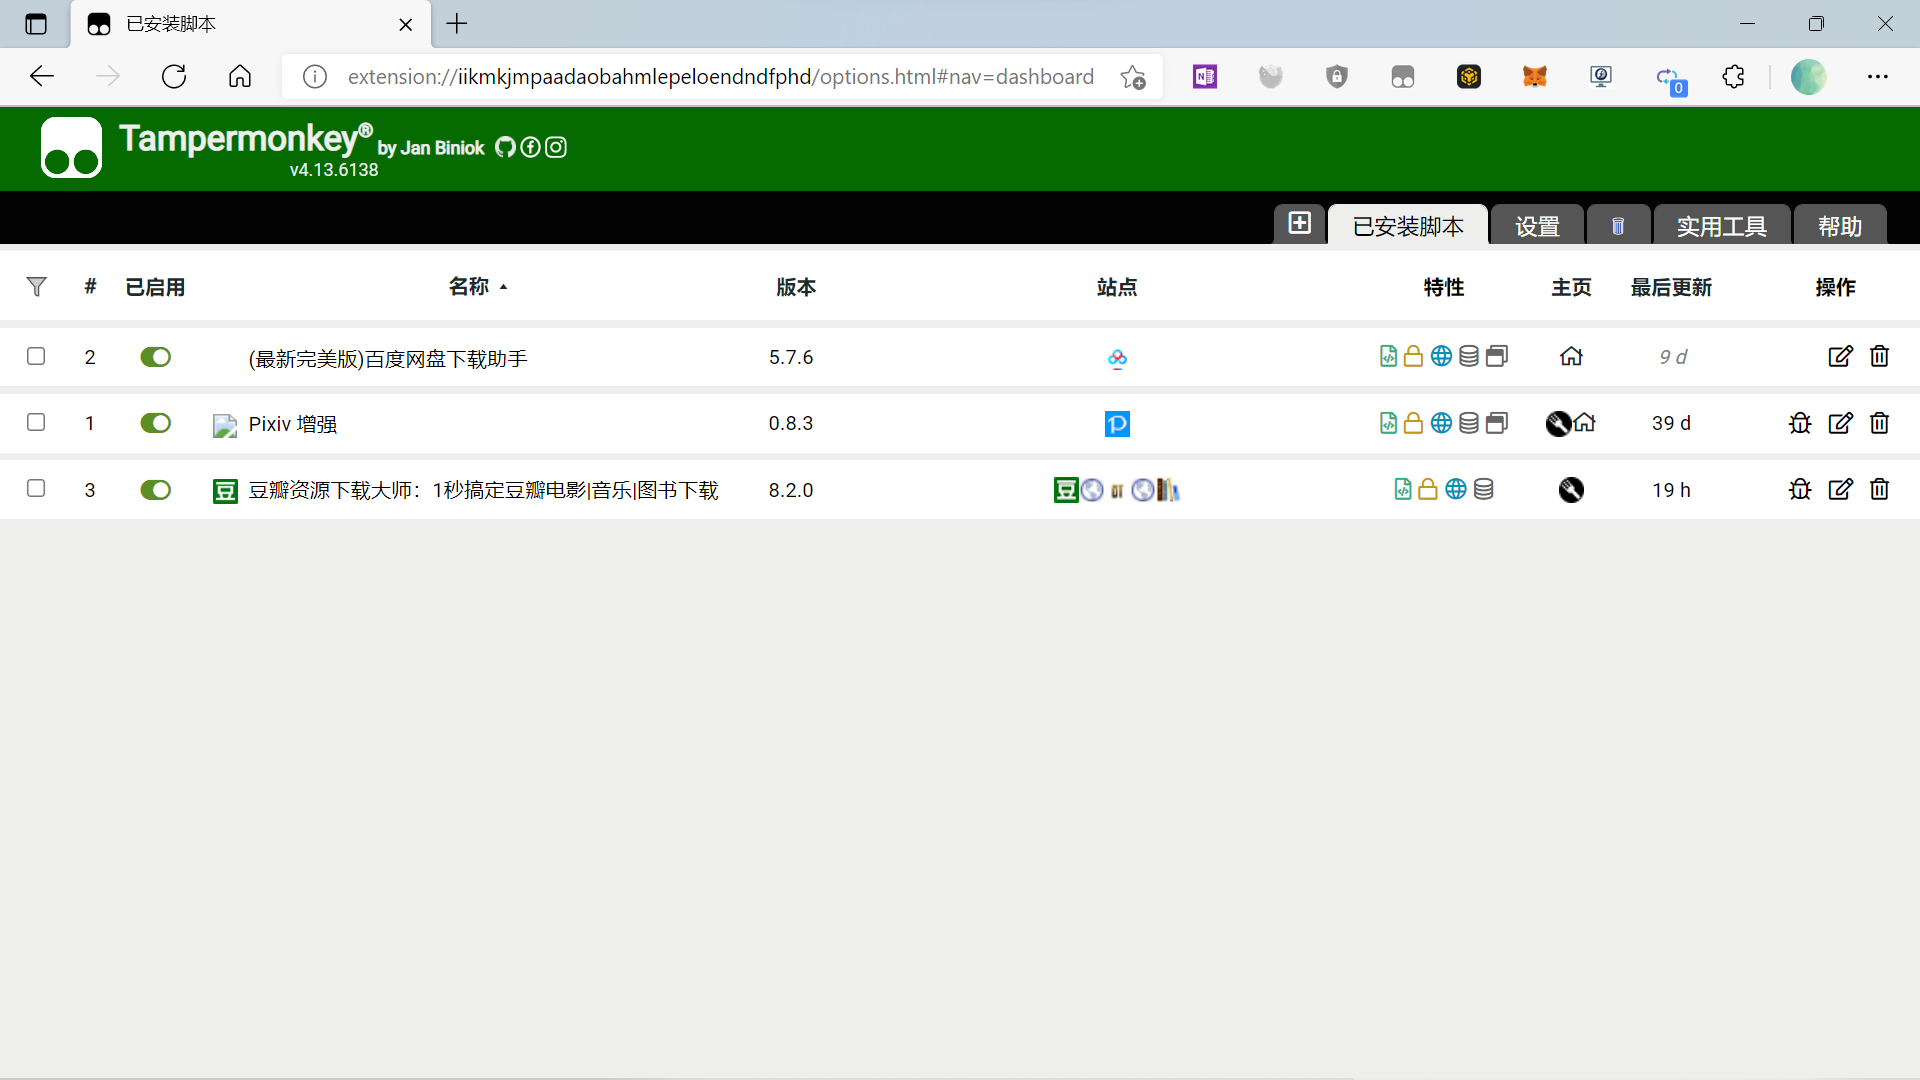 已安装脚本
extension://iikmkjmpaadaobahmlepeloendndfphd/options.html#nav=dashboard
0
Tampermonkey® by Jan Biniok
v4.13.6138
已安装脚本 设置 实用工具 帮助
# 已启用 名称 版本 站点 特性 主页 最后更新 操作
2 (最新完美版)百度网盘下载助手 5.7.6 9 d
1 Pixiv 增强 0.8.3 39 d
3 豆 豆瓣资源下载大师：1秒搞定豆瓣电影|音乐|图书下载 8.2.0 豆 19 h